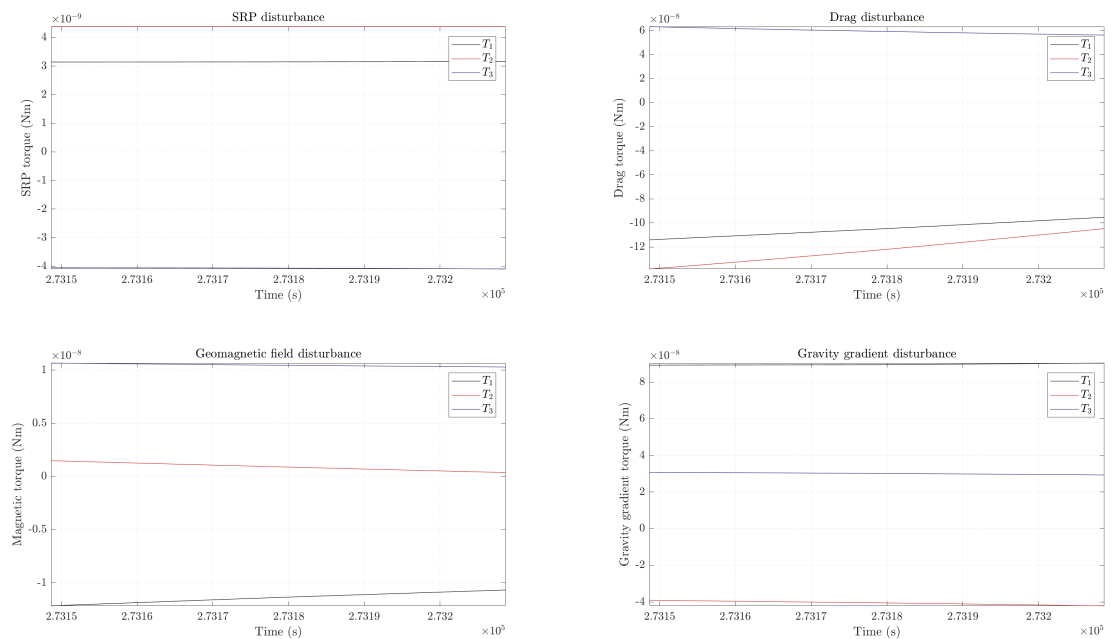 SRP disturbance
×10⁻⁹
4
3
2
1
0
-1
-2
-3
-4
SRP torque (Nm)
T₁
T₂
T₃
2.7315 2.7316 2.7317 2.7318 2.7319 2.732
Time (s)
×10⁵
Drag disturbance
×10⁻⁸
6
4
2
0
-2
-4
-6
-8
-10
-12
Drag torque (Nm)
T₁
T₂
T₃
2.7315 2.7316 2.7317 2.7318 2.7319 2.732
Time (s)
×10⁵
Geomagnetic field disturbance
×10⁻⁸
1
0.5
0
-0.5
-1
Magnetic torque (Nm)
T₁
T₂
T₃
2.7315 2.7316 2.7317 2.7318 2.7319 2.732
Time (s)
×10⁵
Gravity gradient disturbance
×10⁻⁸
8
6
4
2
0
-2
-4
Gravity gradient torque (Nm)
T₁
T₂
T₃
2.7315 2.7316 2.7317 2.7318 2.7319 2.732
Time (s)
×10⁵